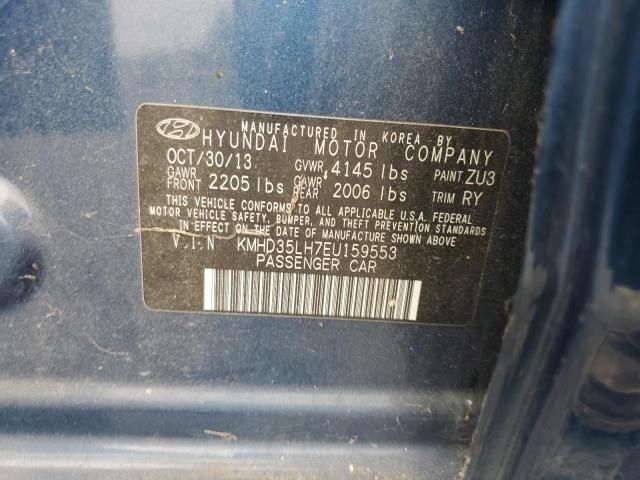 MANUFACTURED IN KOREA BY
HYUNDAI MOTOR COMPANY
OCT/30/13 GVWR 4145 lbs PAINT ZU3
GAWR FRONT 2205 lbs GAWR REAR 2006 lbs TRIM RY
THIS VEHICLE CONFORMS TO ALL APPLICABLE U.S.A. FEDERAL
MOTOR VEHICLE SAFETY, BUMPER, AND THEFT PREVENTION STANDARDS
IN EFFECT ON THE DATE OF MANUFACTURE SHOWN ABOVE
V.I.N KMHD35LH7EU159553
PASSENGER CAR